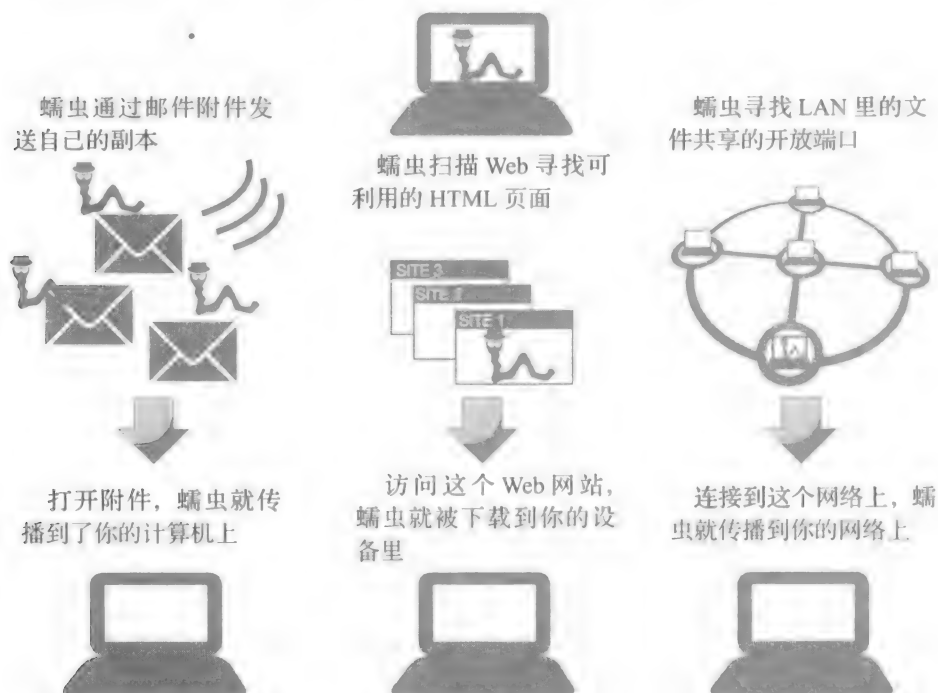 蠕虫通过邮件附件发
送自己的副本
蠕虫扫描 Web 寻找可
利用的 HTML 页面
蠕虫寻找 LAN 里的文
件共享的开放端口
SITE 3
SITE 2
SITE 1
打开附件，蠕虫就传
播到了你的计算机上
访问这个 Web 网站，
蠕虫就被下载到你的设
备里
连接到这个网络上，蠕
虫就传播到你的网络上